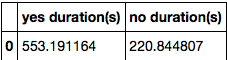 yes duration(s) no duration(s)
0 553.191164 220.844807